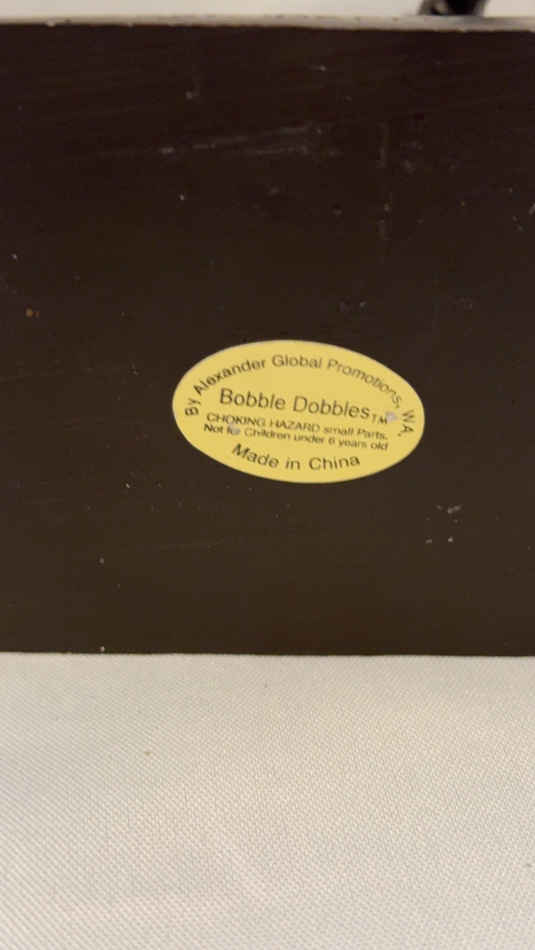 By Alexander Global Promotions, WA.
Bobble Dobbles™
CHOKING HAZARD small Parts.
Not for Children under 6 years old
Made in China